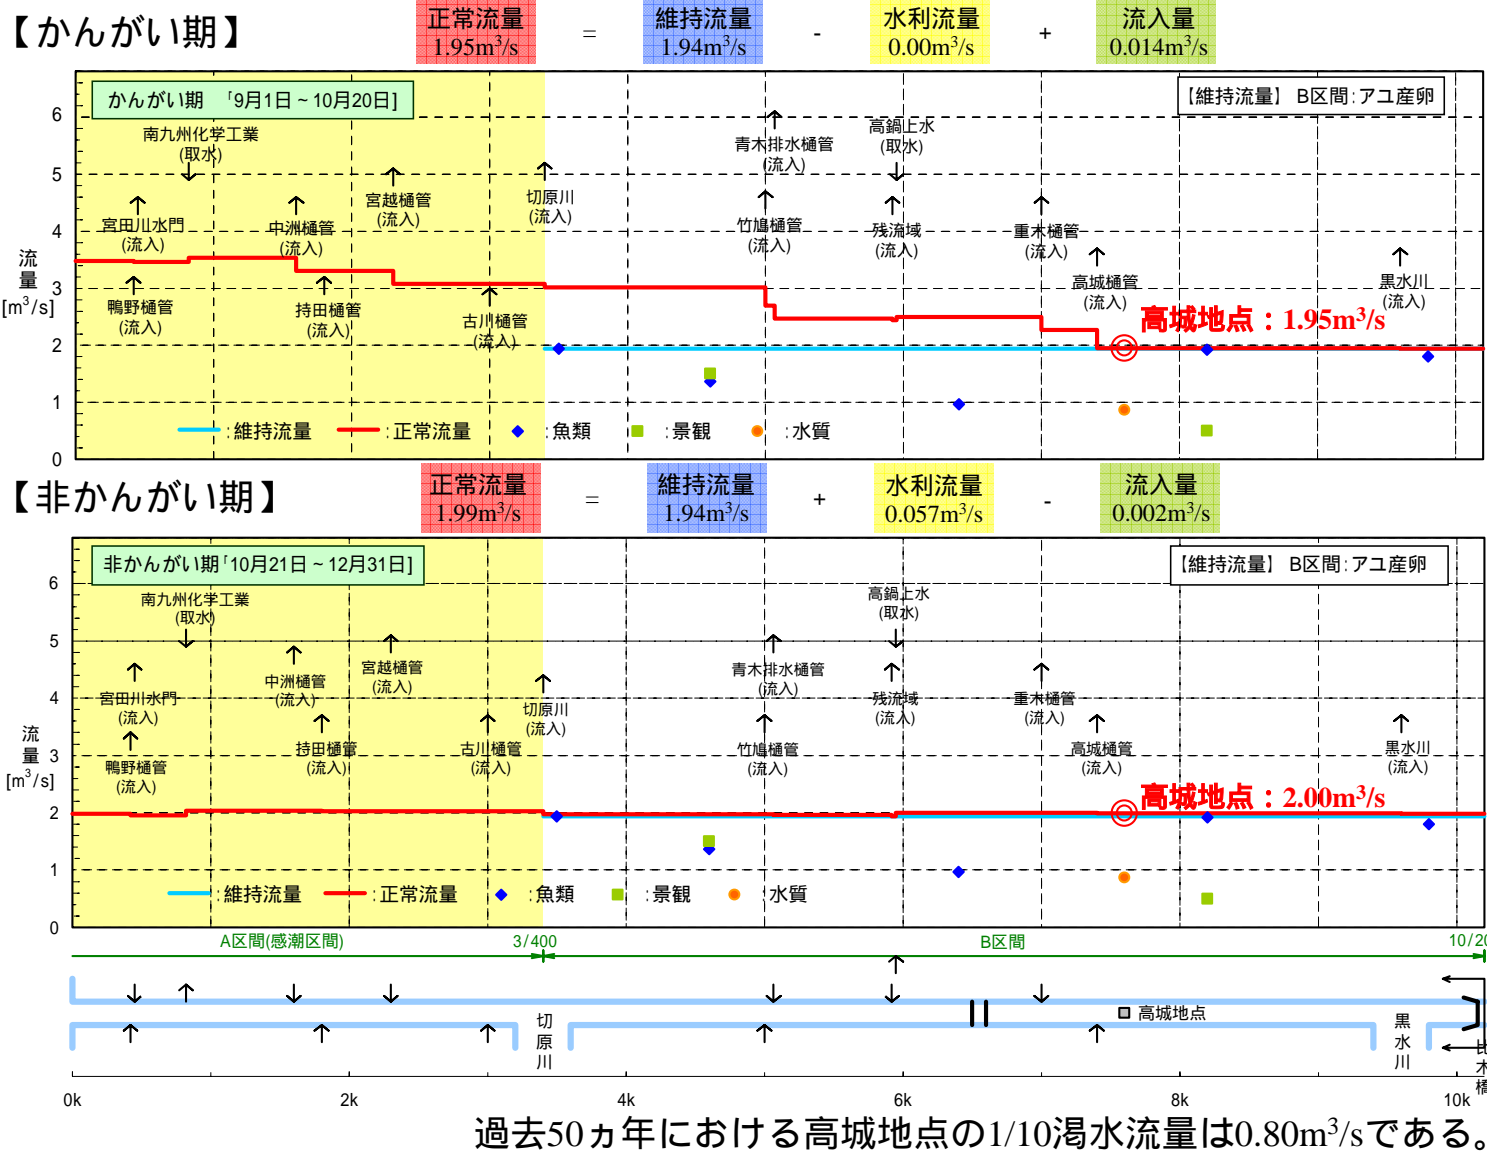 【かんがい期】
正常流量
1.95m³/s
=
維持流量
1.94m³/s
-
水利流量
0.00m³/s
+
流入量
0.014m³/s
かんがい期 「9月1日～10月20日]
【維持流量】 B区間：アユ産卵
6
5
4
3
2
1
0
流量
[m³/s]
南九州化学工業
(取水)
宮田川水門
(流入)
鴨野樋管
(流入)
中洲樋管
(流入)
持田樋管
(流入)
宮越樋管
(流入)
古川樋管
(流入)
切原川
(流入)
青木排水樋管
(流入)
竹鳩樋管
(流入)
高鍋上水
(取水)
残流域
(流入)
重木樋管
(流入)
高城樋管
(流入)
黒水川
(流入)
高城地点：1.95m³/s
:維持流量
:正常流量
:魚類
:景観
:水質
【非かんがい期】
正常流量
1.99m³/s
=
維持流量
1.94m³/s
+
水利流量
0.057m³/s
-
流入量
0.002m³/s
非かんがい期「10月21日～12月31日]
【維持流量】 B区間：アユ産卵
6
5
4
3
2
1
0
流量
[m³/s]
南九州化学工業
(取水)
宮田川水門
(流入)
鴨野樋管
(流入)
中洲樋管
(流入)
持田樋管
(流入)
宮越樋管
(流入)
古川樋管
(流入)
切原川
(流入)
青木排水樋管
(流入)
竹鳩樋管
(流入)
高鍋上水
(取水)
残流域
(流入)
重木樋管
(流入)
高城樋管
(流入)
黒水川
(流入)
高城地点：2.00m³/s
:維持流量
:正常流量
:魚類
:景観
:水質
A区間(感潮区間)
3/400
B区間
10/20
切原川
高城地点
黒水川
比木橋
0k
2k
4k
6k
8k
10k
過去50ヵ年における高城地点の1/10渇水流量は0.80m³/sである。